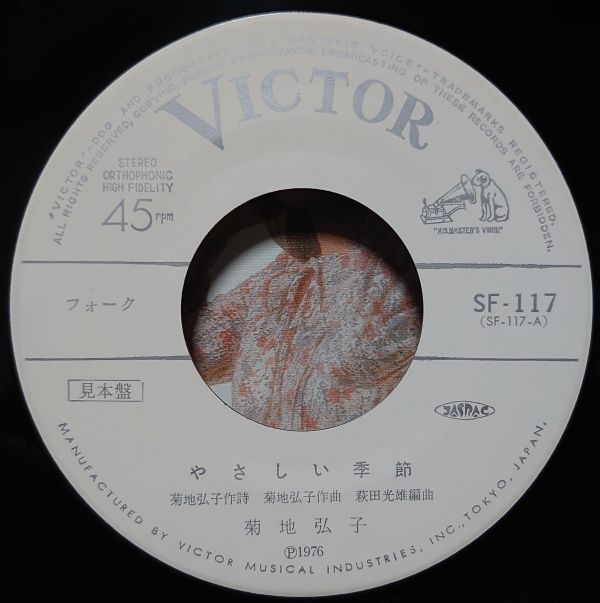 "VICTOR"—DOG AND PHONOGRAPH "HIS MASTER'S VOICE"—TRADEMARKS REGISTERED.
ALL RIGHTS RESERVED, COPYING, PUBLIC PERFORMANCE, BROADCASTING OF THESE RECORDS ARE FORBIDDEN.
VICTOR
STEREO
ORTHOPHONIC
HIGH FIDELITY
45rpm
"HIS MASTER'S VOICE"
フォーク
SF-117
(SF-117-A)
見本盤
JASRAC
やさしい季節
菊地弘子作詩 菊地弘子作曲 萩田光雄編曲
菊地弘子
Ⓟ1976
MANUFACTURED BY VICTOR MUSICAL INDUSTRIES, INC., TOKYO, JAPAN.